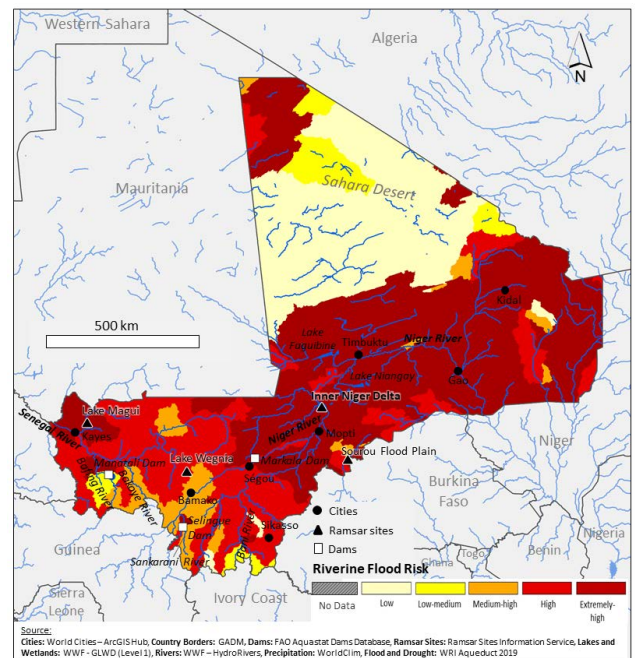 Western Sahara
Algeria
N
Mauritania
Sahara Desert
500 km
Kidal
Lake
Faguibine
Timbuktu
Niger River
Lake Niangay
Gao
Inner Niger Delta
Lake Magui
Senegal River
Kayes
Niger River
Mopti
Niger
Manantali Dam
Lake Wegnia
Markala Dam
Sourou Flood Plain
Segou
Bafing River
Bakoye River
Bamako
Burkina
Faso
Selingue
Dam
Sikasso
Cities
Ramsar sites
Dams
Nigeria
Benin
Togo
Ghana
Guinea
Sankarani River
Sierra
Leone
Ivory Coast
Riverine Flood Risk
No Data
Low
Low-medium
Medium-high
High
Extremely-
high
Source:
Cities: World Cities – ArcGIS Hub, Country Borders: GADM, Dams: FAO Aquastat Dams Database, Ramsar Sites: Ramsar Sites Information Service, Lakes and
Wetlands: WWF - GLWD (Level 1), Rivers: WWF – HydroRivers, Precipitation: WorldClim, Flood and Drought: WRI Aqueduct 2019